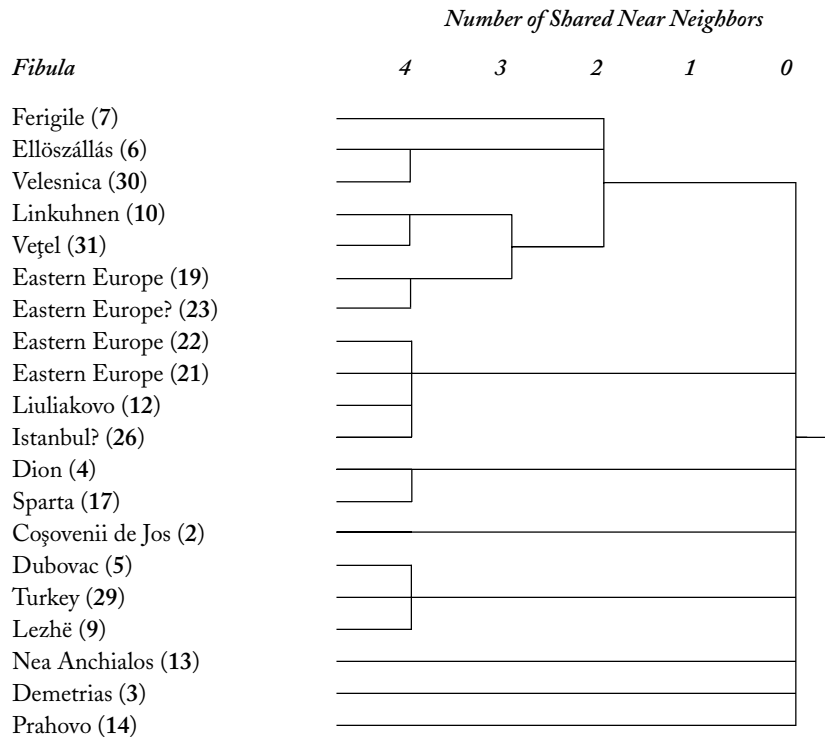 Number of Shared Near Neighbors
Fibula 4 3 2 1 0
Ferigile (7)
Ellöszállás (6)
Velesnica (30)
Linkuhnen (10)
Veţel (31)
Eastern Europe (19)
Eastern Europe? (23)
Eastern Europe (22)
Eastern Europe (21)
Liuliakovo (12)
Istanbul? (26)
Dion (4)
Sparta (17)
Coşovenii de Jos (2)
Dubovac (5)
Turkey (29)
Lezhë (9)
Nea Anchialos (13)
Demetrias (3)
Prahovo (14)